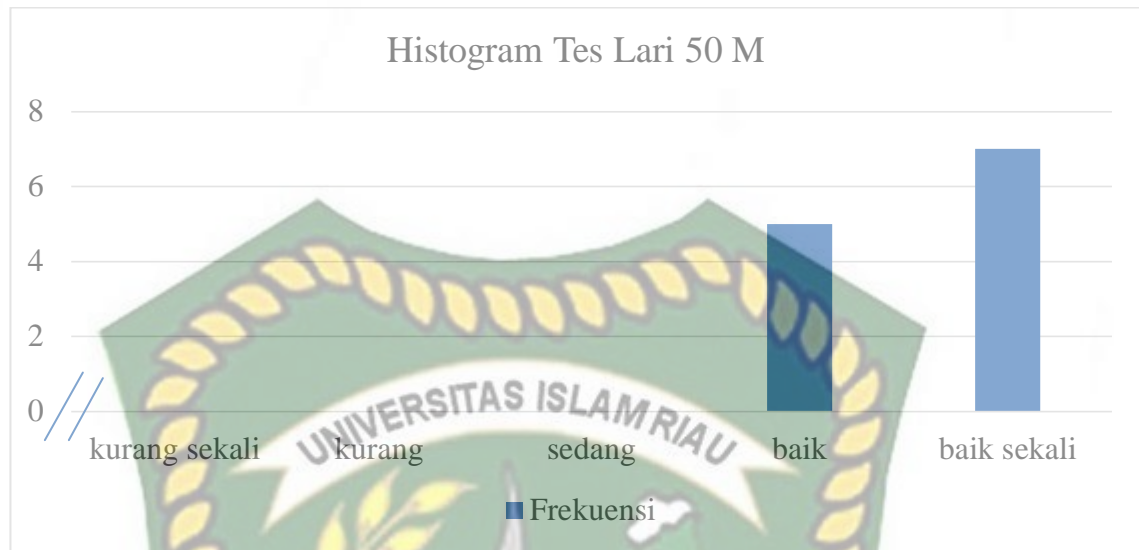 Histogram Tes Lari 50 M
8
6
4
2
0
kurang sekali kurang sedang baik baik sekali
Frekuensi
UNIVERSITAS ISLAM RIAU